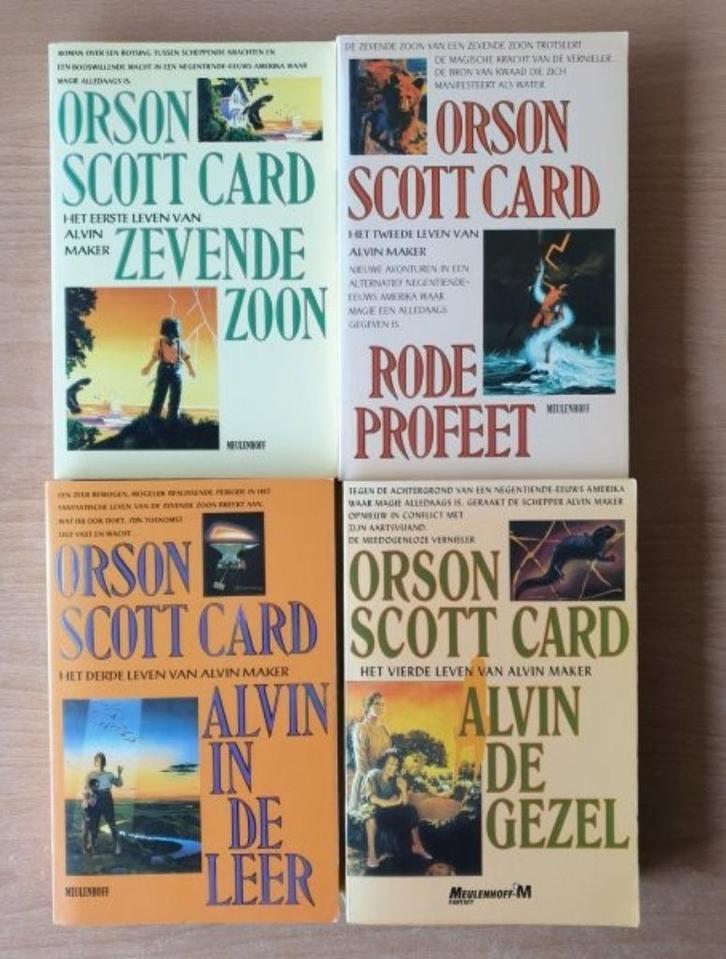 ROMAN OVER EEN BOTSING TUSSEN SCHEPPENDE KRACHTEN EN
EEN BOOSWILLENDE MACHT IN EEN NEGENTIENDE-EEUWS AMERIKA WAAR
MAGIE ALLEDAAGS IS.
ORSON
SCOTT CARD
HET EERSTE LEVEN VAN
ALVIN
MAKER
ZEVENDE
ZOON
MEULENHOFF
DE ZEVENDE ZOON VAN EEN ZEVENDE ZOON TROTSEERT
DE MAGISCHE KRACHT VAN DE VERNIELER...
DE BRON VAN KWAAD DIE ZICH
MANIFESTEERT ALS WATER.
ORSON
SCOTT CARD
HET TWEEDE LEVEN VAN
ALVIN MAKER
NIEUWE AVONTUREN IN EEN
ALTERNATIEF NEGENTIENDE-
EEUWS AMERIKA WAAR
MAGIE EEN ALLEDAAGS
GEGEVEN IS.
RODE
PROFEET
MEULENHOFF
EEN ZEER BEWOGEN, MOGELIJK BESLISSENDE PERIODE IN HET
FANTASTISCHE LEVEN VAN DE ZEVENDE ZOON BREEKT AAN.
WAT HIJ OOK DOET, ZIJN TOEKOMST
LIGT VAST EN WACHT...
ORSON
SCOTT CARD
HET DERDE LEVEN VAN ALVIN MAKER
ALVIN
IN
DE
LEER
MEULENHOFF
TEGEN DE ACHTERGROND VAN EEN NEGENTIENDE-EEUWS AMERIKA
WAAR MAGIE ALLEDAAGS IS, GERAAKT DE SCHEPPER ALVIN MAKER
OPNIEUW IN CONFLICT MET
ZIJN AARTSVIJAND,
DE MEEDOGENLOZE VERNIELER
ORSON
SCOTT CARD
HET VIERDE LEVEN VAN ALVIN MAKER
ALVIN
DE
GEZEL
MEULENHOFF-M
FANTASY